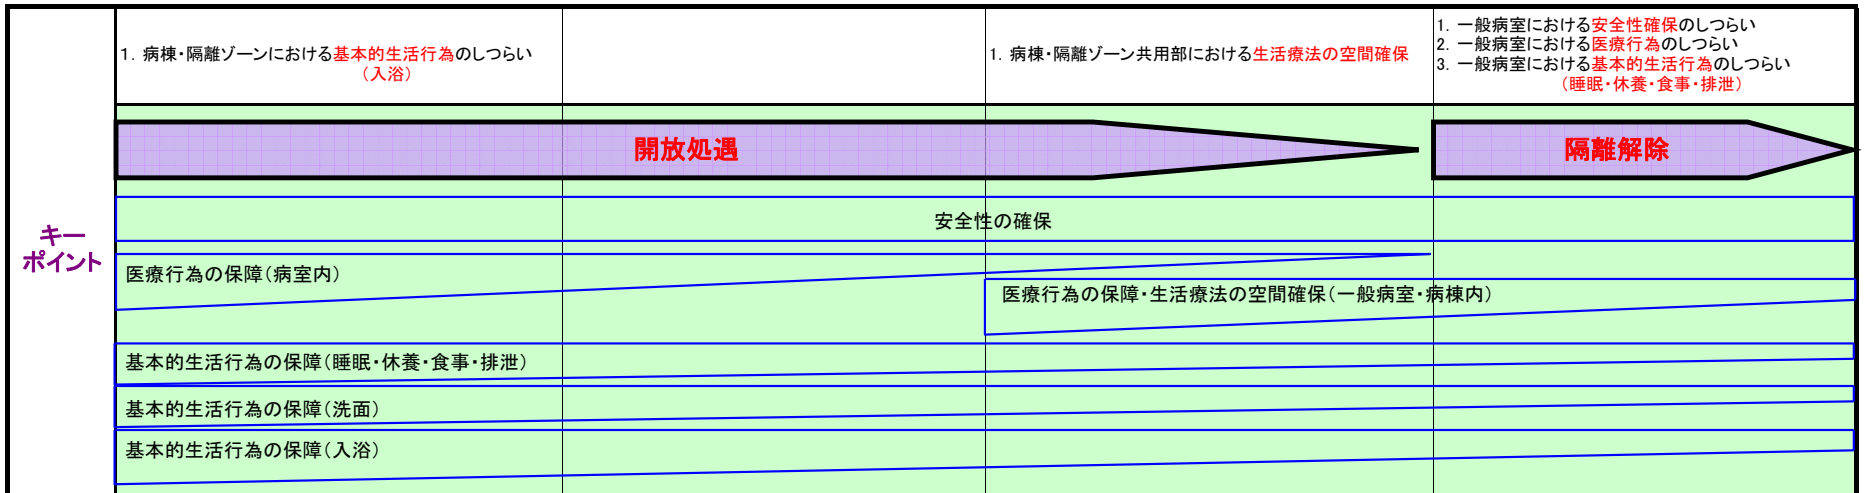 1. 病棟・隔離ゾーンにおける基本的生活行為のしつらい
（入浴）
1. 病棟・隔離ゾーン共用部における生活療法の空間確保
1. 一般病室における安全性確保のしつらい
2. 一般病室における医療行為のしつらい
3. 一般病室における基本的生活行為のしつらい
（睡眠・休養・食事・排泄）
キー
ポイント
開放処遇
隔離解除
安全性の確保
医療行為の保障（病室内）
医療行為の保障・生活療法の空間確保（一般病室・病棟内）
基本的生活行為の保障（睡眠・休養・食事・排泄）
基本的生活行為の保障（洗面）
基本的生活行為の保障（入浴）